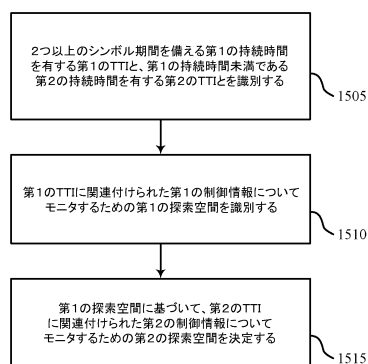 2つ以上のシンボル期間を備える第1の持続時間
を有する第1のTTIと、第1の持続時間未満である
第2の持続時間を有する第2のTTIとを識別する
1505
第1のTTIに関連付けられた第1の制御情報について
モニタするための第1の探索空間を識別する
1510
第1の探索空間に基づいて、第2のTTI
に関連付けられた第2の制御情報について
モニタするための第2の探索空間を決定する
1515